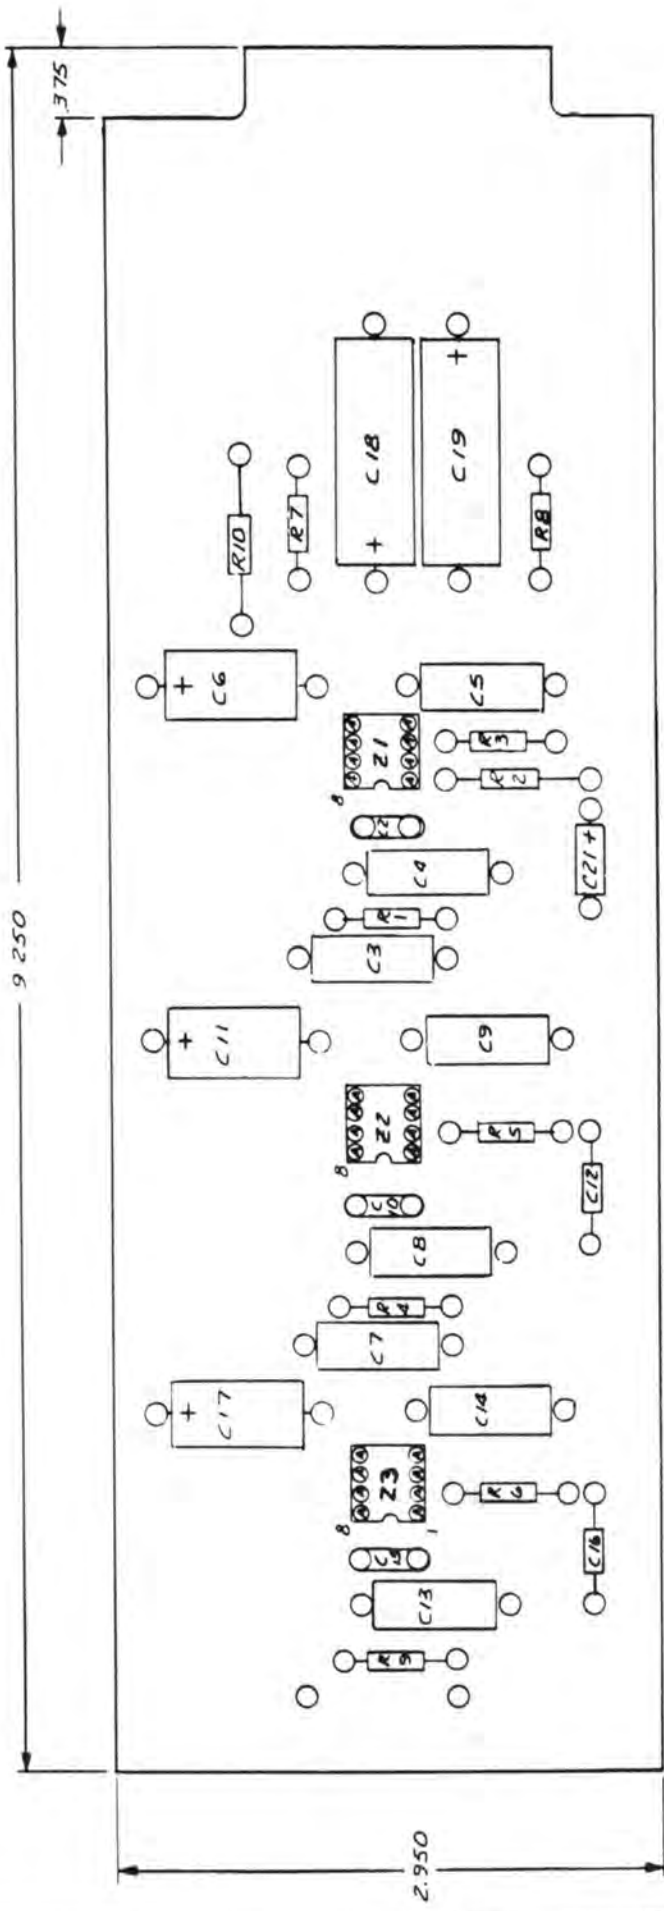 9 250
.375
2.950
R10
R7
C18
+
C19
+
R8
C6
+
C5
Z1
8
R3
R2
C2
C4
C21+
R1
C3
C11
+
C9
Z2
8
R5
C10
C12
C8
R4
C7
C17
+
C14
Z3
8
1
R6
C15
C16
C13
R9